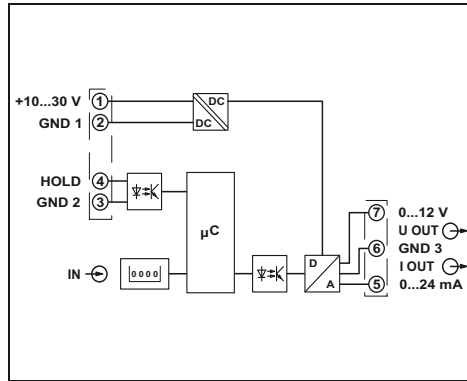 +10...30 V 1
GND 1 2
DC
DC
HOLD 4
GND 2 3
µC
IN
0000
D
A
7 0...12 V
U OUT
6 GND 3
I OUT
5 0...24 mA